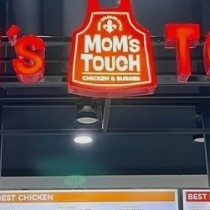 MOM'S
TOUCH
CHICKEN & BURGER
'S TO
BEST CHICKEN
BEST